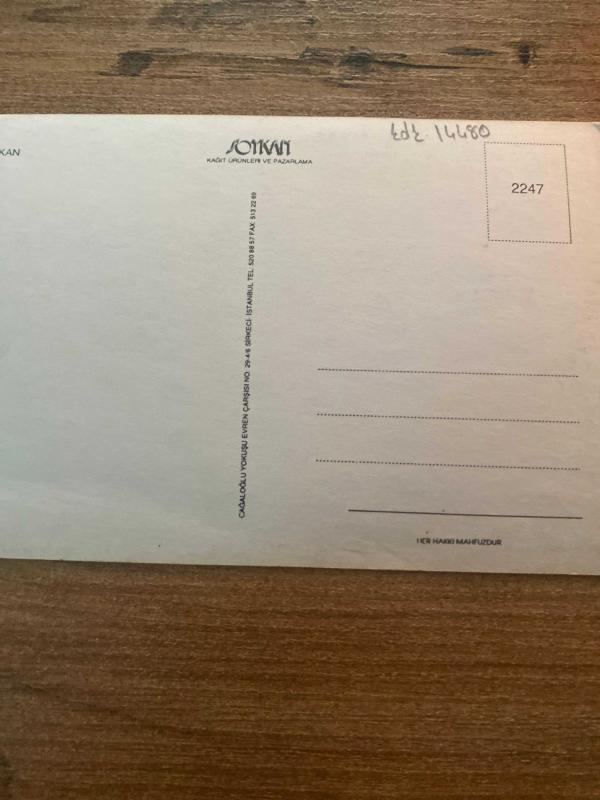 KAN
SOYKAN
KAĞIT ÜRÜNLERİ VE PAZARLAMA
14480
2247
CAĞALOĞLU YOKUŞU EVREN ÇARŞISI NO: 29-4/6 SİRKECİ- İSTANBUL TEL: 520 88 57 FAX: 513 22 69
HER HAKKI MAHFUZDUR